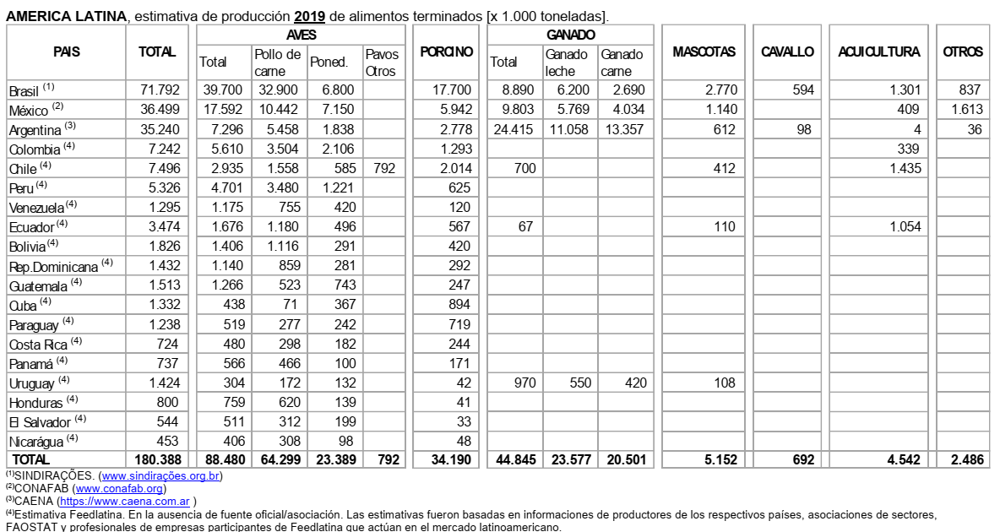 AMERICA LATINA, estimativa de producción 2019 de alimentos terminados [x 1.000 toneladas].
PAIS TOTAL AVES PORCINO GANADO MASCOTAS CAVALLO ACUICULTURA OTROS
Total Pollo de carne Poned. Pavos Otros Total Ganado leche Ganado carne
Brasil (1) 71.792 39.700 32.900 6.800 17.700 8.890 6.200 2.690 2.770 594 1.301 837
México (2) 36.499 17.592 10.442 7.150 5.942 9.803 5.769 4.034 1.140 409 1.613
Argentina (3) 35.240 7.296 5.458 1.838 2.778 24.415 11.058 13.357 612 98 4 36
Colombia (4) 7.242 5.610 3.504 2.106 1.293 339
Chile (4) 7.496 2.935 1.558 585 792 2.014 700 412 1.435
Peru (4) 5.326 4.701 3.480 1.221 625
Venezuela (4) 1.295 1.175 755 420 120
Ecuador (4) 3.474 1.676 1.180 496 567 67 110 1.054
Bolivia (4) 1.826 1.406 1.116 291 420
Rep.Dominicana (4) 1.432 1.140 859 281 292
Guatemala (4) 1.513 1.266 523 743 247
Cuba (4) 1.332 438 71 367 894
Paraguay (4) 1.238 519 277 242 719
Costa Rica (4) 724 480 298 182 244
Panamá (4) 737 566 466 100 171
Uruguay (4) 1.424 304 172 132 42 970 550 420 108
Honduras (4) 800 759 620 139 41
El Salvador (4) 544 511 312 199 33
Nicarágua (4) 453 406 308 98 48
TOTAL 180.388 88.480 64.299 23.389 792 34.190 44.845 23.577 20.501 5.152 692 4.542 2.486
(1)SINDIRAÇÕES. (www.sindirações.org.br)
(2)CONAFAB (www.conafab.org)
(3)CAENA (https://www.caena.com.ar )
(4)Estimativa Feedlatina. En la ausencia de fuente oficial/asociación. Las estimativas fueron basadas en informaciones de productores de los respectivos países, asociaciones de sectores,
FAOSTAT y profesionales de empresas participantes de Feedlatina que actúan en el mercado latinoamericano.